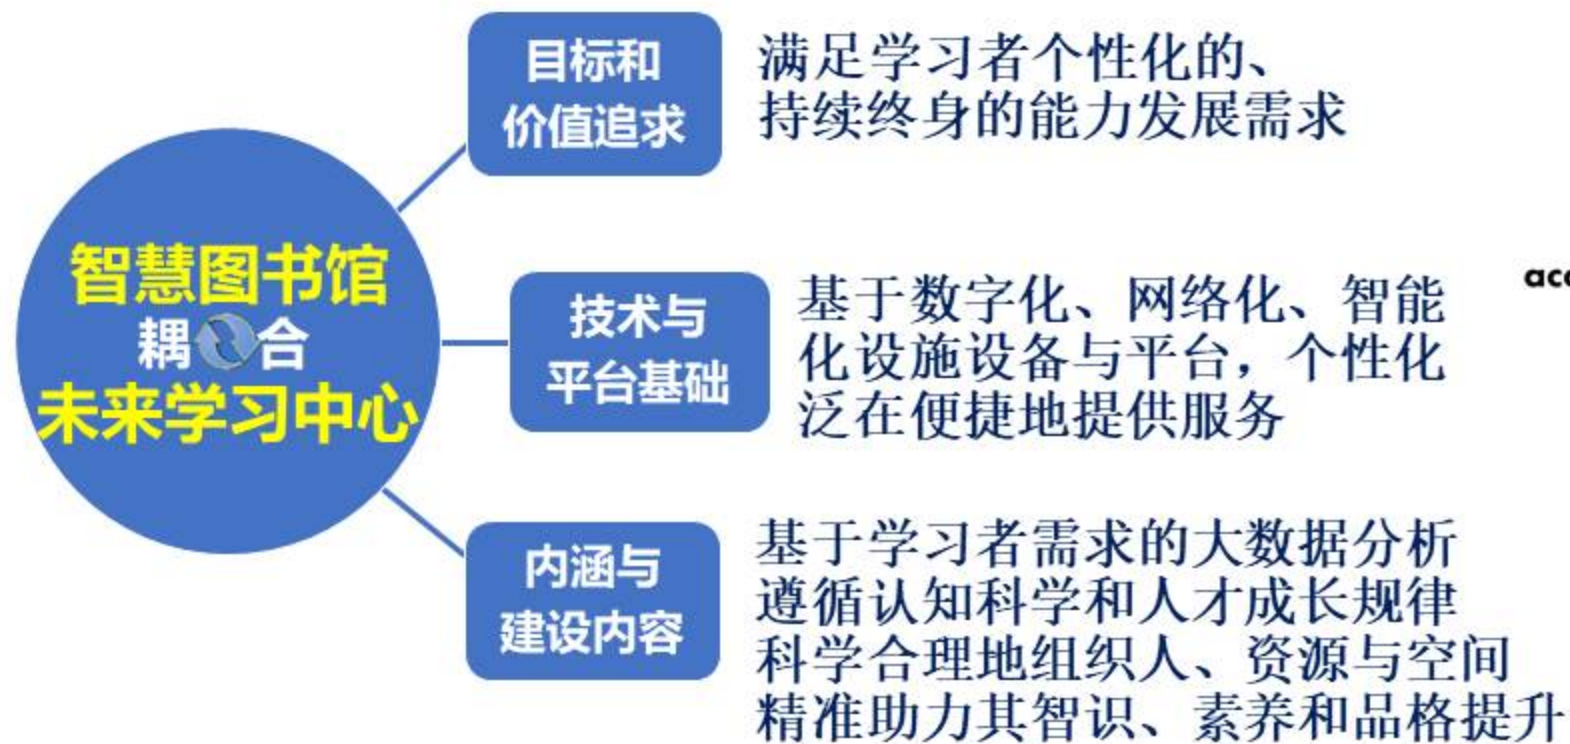 目标和
价值追求
满足学习者个性化的、
持续终身的能力发展需求
智慧图书馆
耦合
未来学习中心
技术与
平台基础
基于数字化、网络化、智能
化设施设备与平台，个性化
泛在便捷地提供服务
内涵与
建设内容
基于学习者需求的大数据分析
遵循认知科学和人才成长规律
科学合理地组织人、资源与空间
精准助力其智识、素养和品格提升